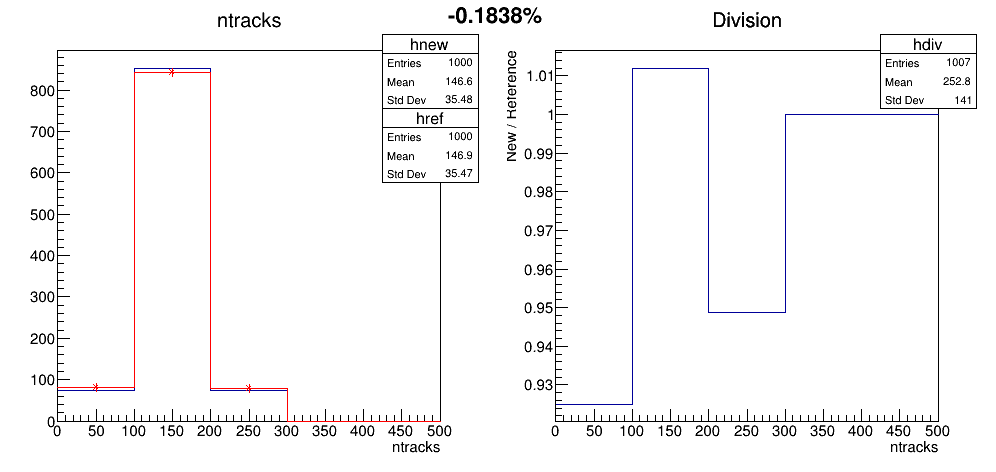 -0.1838%
ntracks
hnew
Entries 1000
Mean 146.6
Std Dev 35.48
href
Entries 1000
Mean 146.9
Std Dev 35.47
800
700
600
500
400
300
200
100
0
0 50 100 150 200 250 300 350 400 450 500
ntracks
Division
hdiv
Entries 1007
Mean 252.8
Std Dev 141
New / Reference
1.01
1
0.99
0.98
0.97
0.96
0.95
0.94
0.93
0 50 100 150 200 250 300 350 400 450 500
ntracks